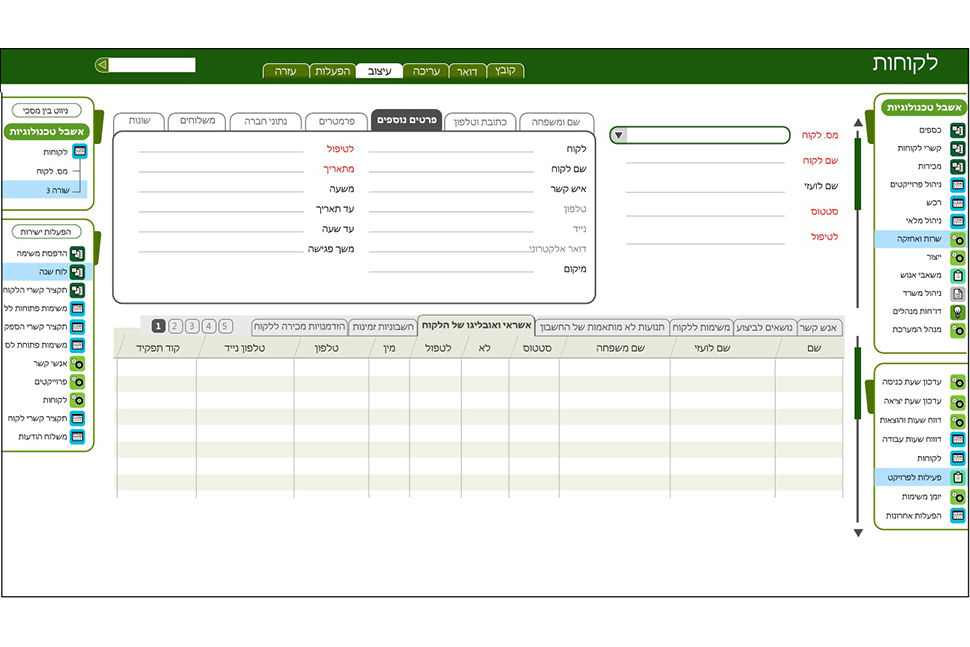 לקוחות
קובץ
דואר
עריכה
עיצוב
הפעלות
עזרה
אשבל טכנולוגיות
כספים
קשרי לקוחות
מכירות
ניהול פרוייקטים
רכש
ניהול מלאי
שרות ואחזקה
ייצור
משאבי אנוש
ניהול משרד
דו״חות מנהלים
מנהל המערכת
עדכון שעת כניסה
עדכון שעת יציאה
דווח שעות והוצאות
דווח שעות עבודה
לקוחות
פעילות לפרויקט
יומן משימות
הפעלות אחרונות
מס. לקוח
שם לקוח
שם לועזי
סטטוס
לטיפול
שם ומשפחה
כתובת וטלפון
פרטים נוספים
פרמטרים
נתוני חברה
משלוחים
שונות
לקוח
שם לקוח
איש קשר
טלפון
נייד
דואר אלקטרוני
מיקום
לטיפול
מתאריך
משעה
עד תאריך
עד שעה
משך פגישה
אנש קשר
נושאים לביצוע
משימות ללקוח
תנועות לא מותאמות של החשבון
אשראי ואובליגו של הלקוח
חשבוניות זמינות
הזדמנויות מכירה ללקוח
5 4 3 2 1
שם
שם לועזי
שם משפחה
סטטוס
לא
לטפול
מין
טלפון
טלפון נייד
קוד תפקיד
ניווט בין מסכי
אשבל טכנולוגיות
לקוחות
מס. לקוח
שורה 3
הפעלות ישירות
הדפסת משימה
לוח שנה
תקציר קשרי הלקוח
משימות פתוחות לל
תקציר קשרי הספק
משימות פתוחות לס
אנשי קשר
פרוייקטים
לקוחות
תקציר קשרי לקוח
משלוח הודעות